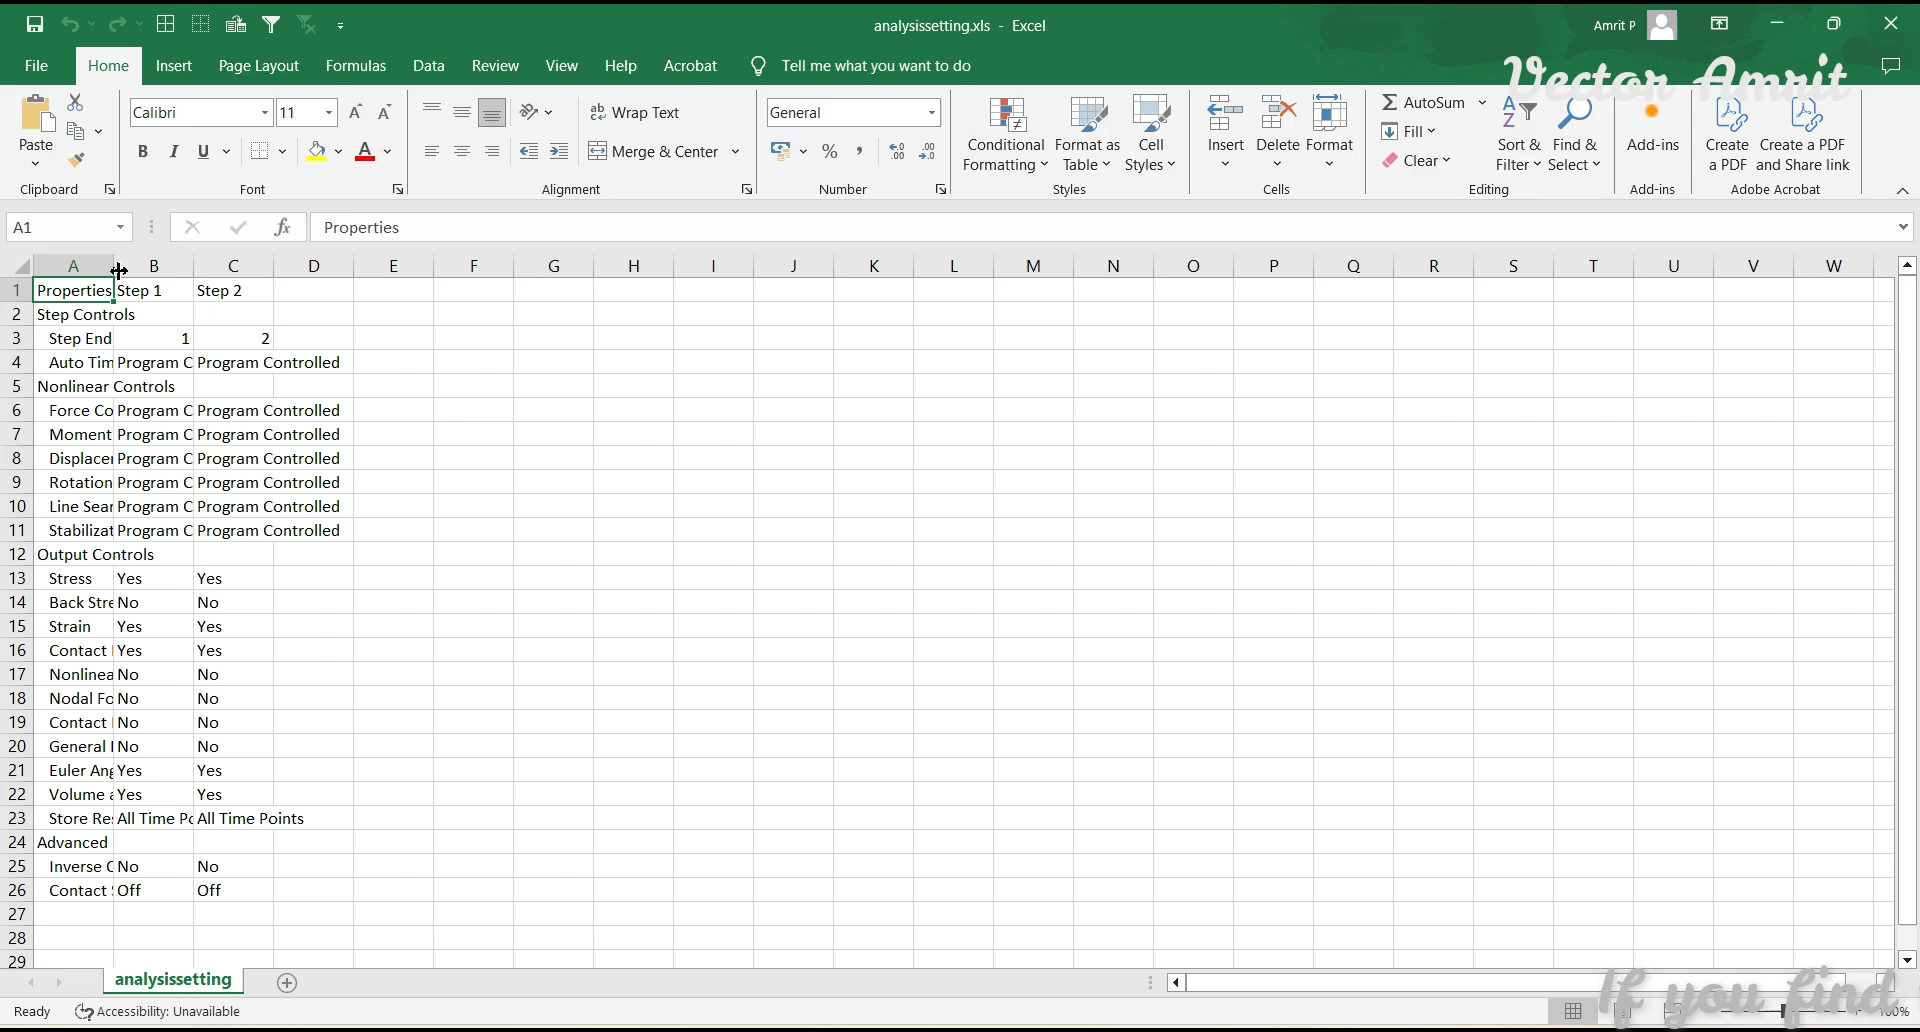 analysissetting.xls - Excel
Amrit P
File Home Insert Page Layout Formulas Data Review View Help Acrobat Tell me what you want to do
Vector Amrit
Paste
Clipboard
Calibri 11
B I U A
Font
ab Wrap Text
Merge & Center
Alignment
General
% , .00 .0
Number
Conditional Formatting
Format as Table
Cell Styles
Styles
Insert Delete Format
Cells
Σ AutoSum
Fill
Clear
Sort & Filter
Find & Select
Editing
Add-ins
Add-ins
Create a PDF
Create a PDF and Share link
Adobe Acrobat
A1 fx Properties
A B C D E F G H I J K L M N O P Q R S T U V W
1 Properties Step 1 Step 2
2 Step Controls
3 Step End 1 2
4 Auto Tim Program C Program Controlled
5 Nonlinear Controls
6 Force Co Program C Program Controlled
7 Moment Program C Program Controlled
8 Displacer Program C Program Controlled
9 Rotation Program C Program Controlled
10 Line Sear Program C Program Controlled
11 Stabilizat Program C Program Controlled
12 Output Controls
13 Stress Yes Yes
14 Back Stre No No
15 Strain Yes Yes
16 Contact Yes Yes
17 Nonlinea No No
18 Nodal Fo No No
19 Contact No No
20 General No No
21 Euler Ang Yes Yes
22 Volume a Yes Yes
23 Store Res All Time Po All Time Points
24 Advanced
25 Inverse No No
26 Contact Off Off
27
28
29
analysissetting
If you find
Ready Accessibility: Unavailable 100%